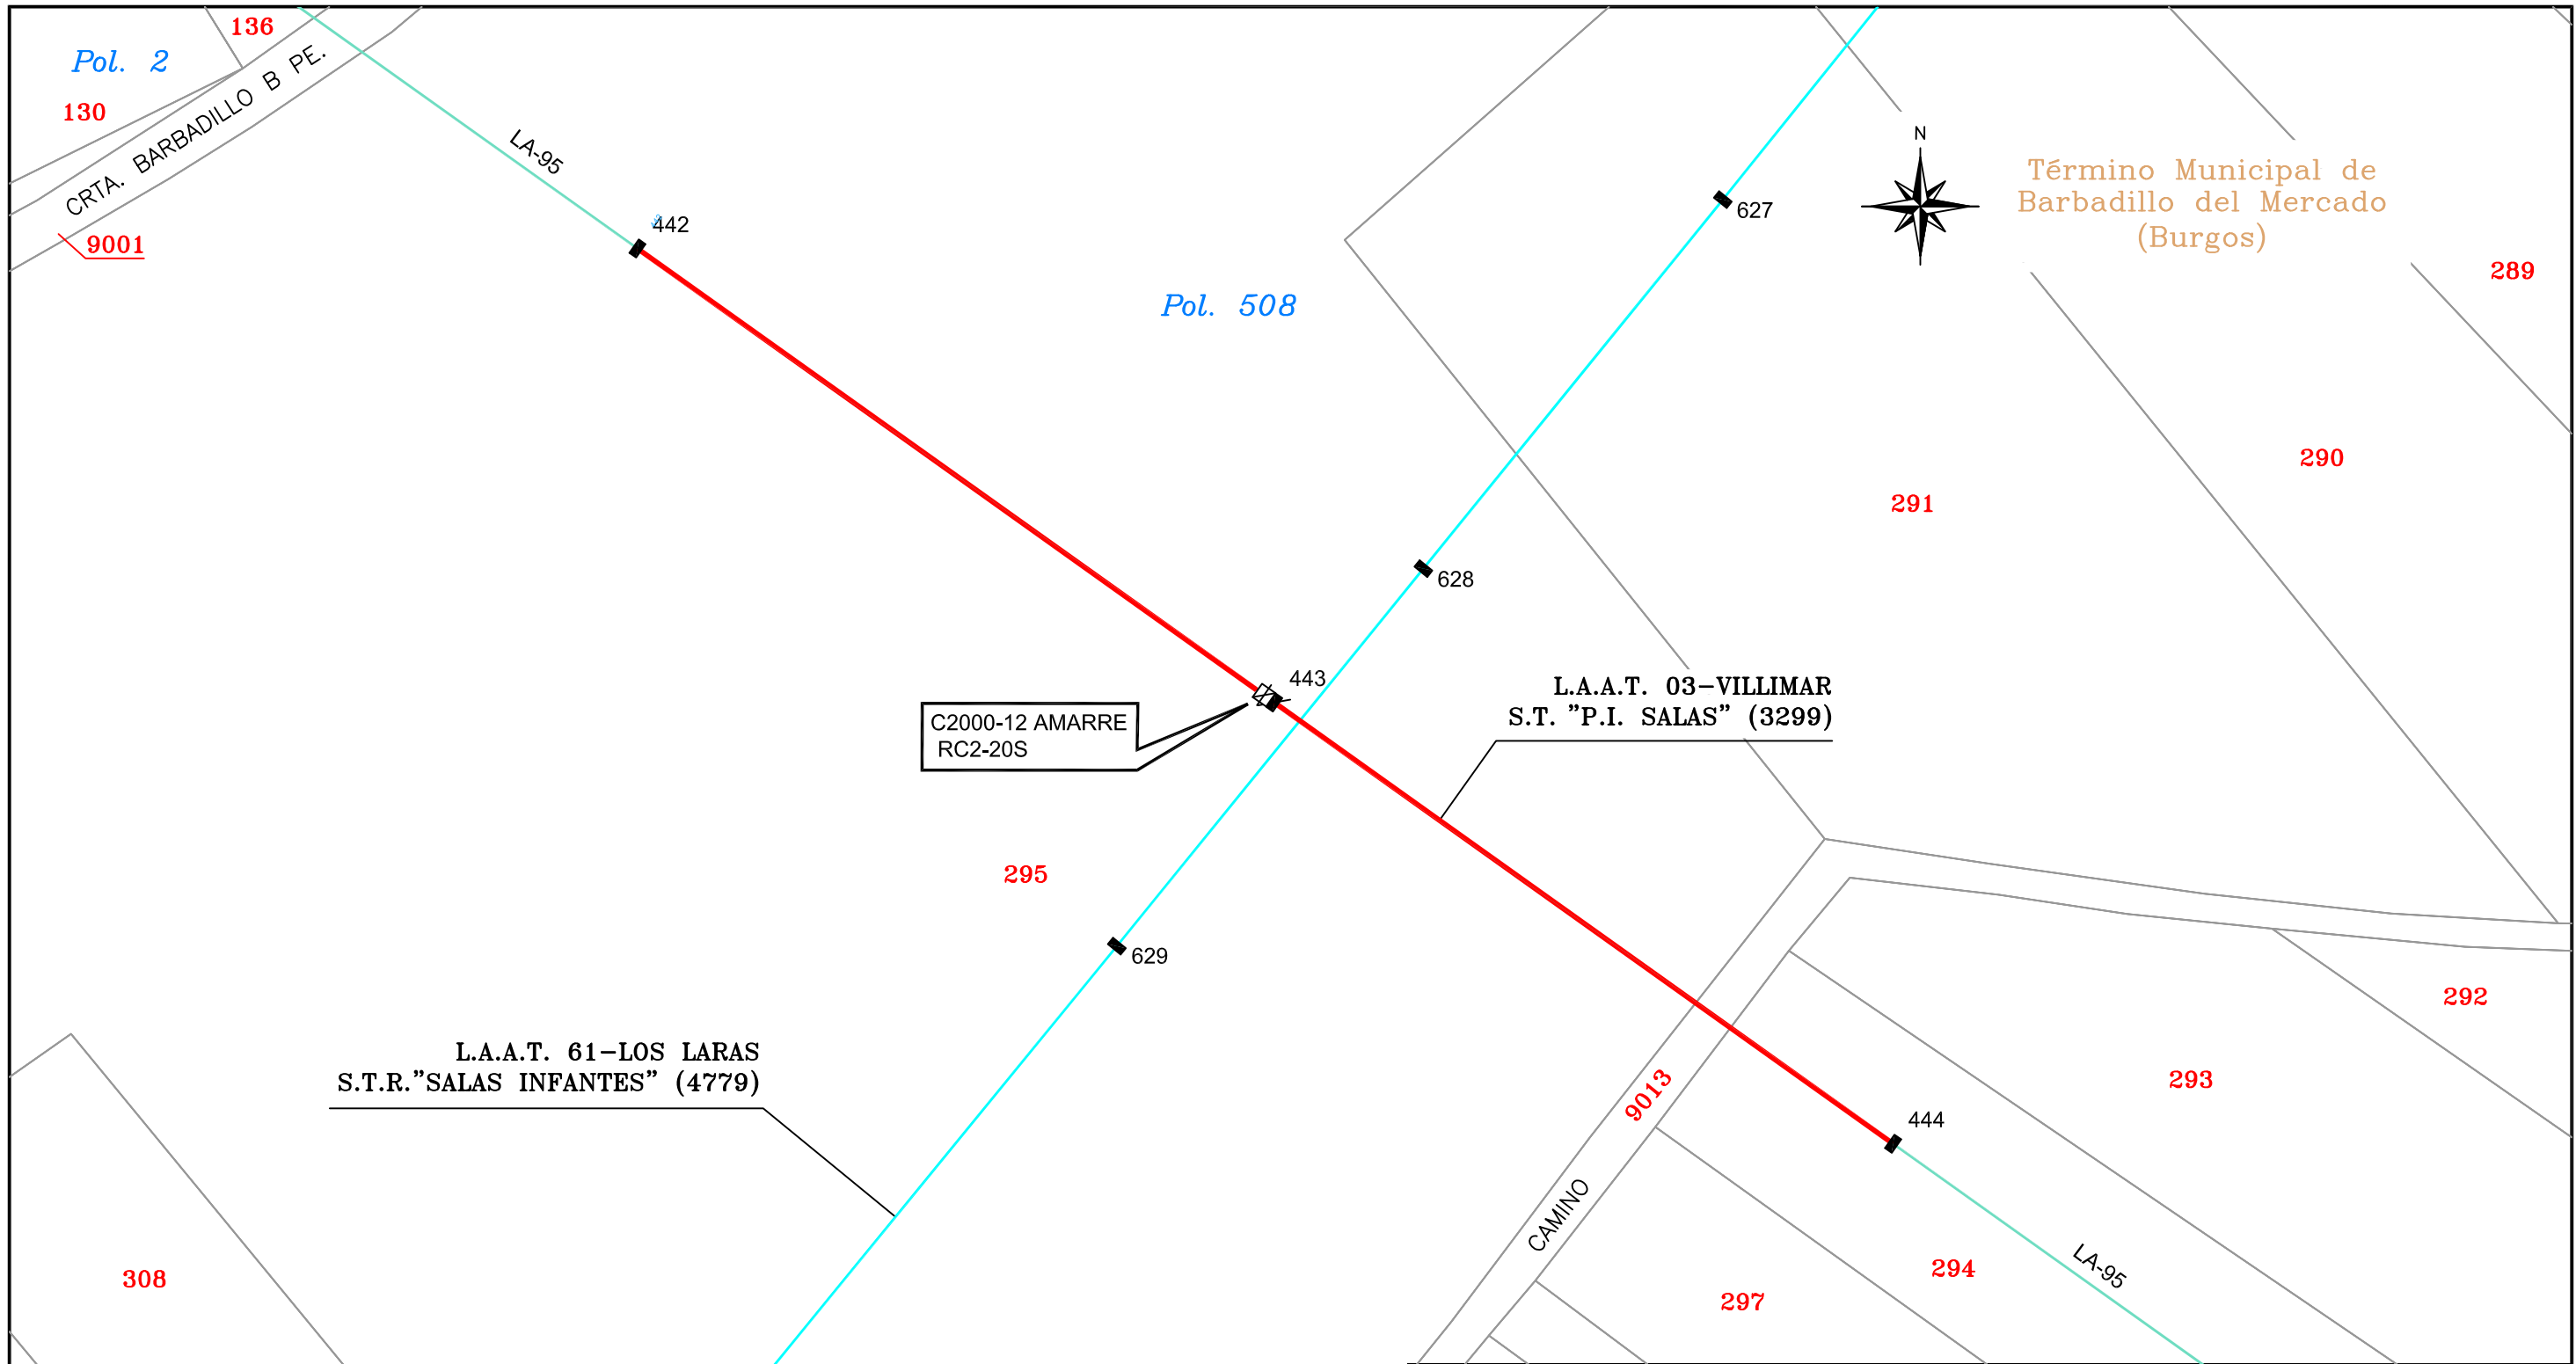 136
Pol. 2
130
CRTA. BARBADILLO B PE.
9001
LA-95
442
Pol. 508
627
N
Término Municipal de
Barbadillo del Mercado
(Burgos)
289
290
291
628
443
C2000-12 AMARRE
RC2-20S
L.A.A.T. 03-VILLIMAR
S.T. "P.I. SALAS" (3299)
295
629
L.A.A.T. 61-LOS LARAS
S.T.R."SALAS INFANTES" (4779)
292
293
9013
444
CAMINO
LA-95
294
297
308